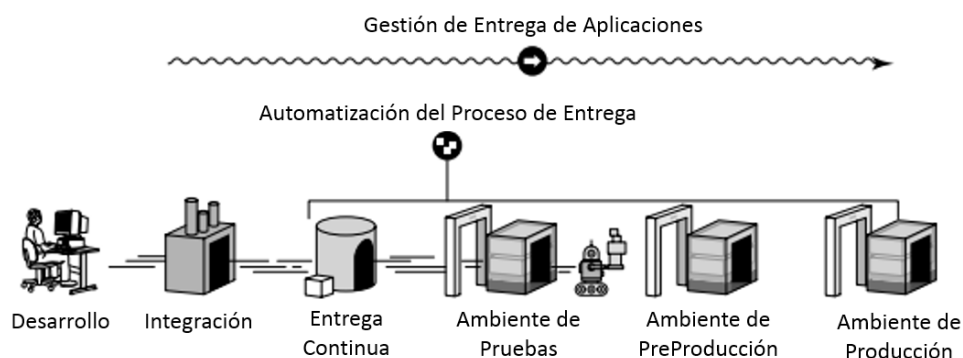 Gestión de Entrega de Aplicaciones
Automatización del Proceso de Entrega
Desarrollo
Integración
Entrega
Continua
Ambiente de
Pruebas
Ambiente de
PreProducción
Ambiente de
Producción